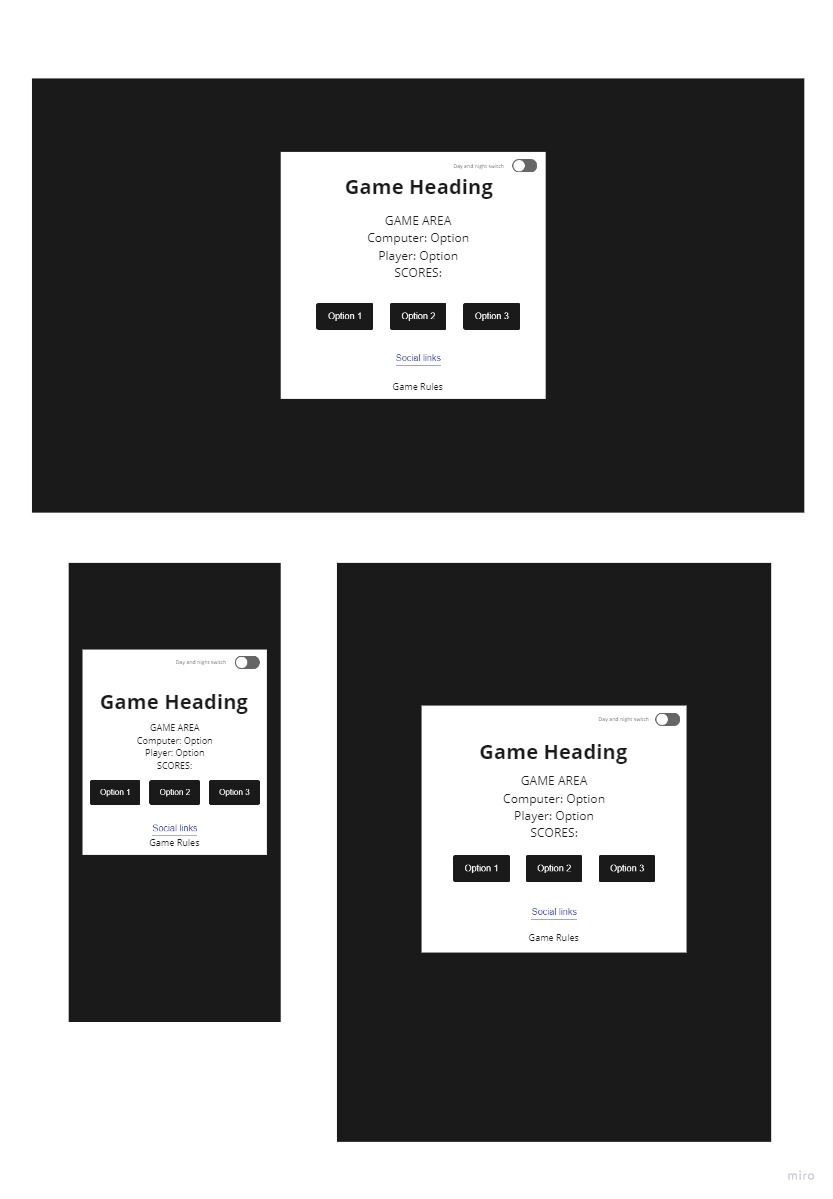 Day and night switch
Game Heading
GAME AREA
Computer: Option
Player: Option
SCORES:
Option 1
Option 2
Option 3
Social links
Game Rules
Day and night switch
Game Heading
GAME AREA
Computer: Option
Player: Option
SCORES:
Option 1
Option 2
Option 3
Social links
Game Rules
Day and night switch
Game Heading
GAME AREA
Computer: Option
Player: Option
SCORES:
Option 1
Option 2
Option 3
Social links
Game Rules
miro